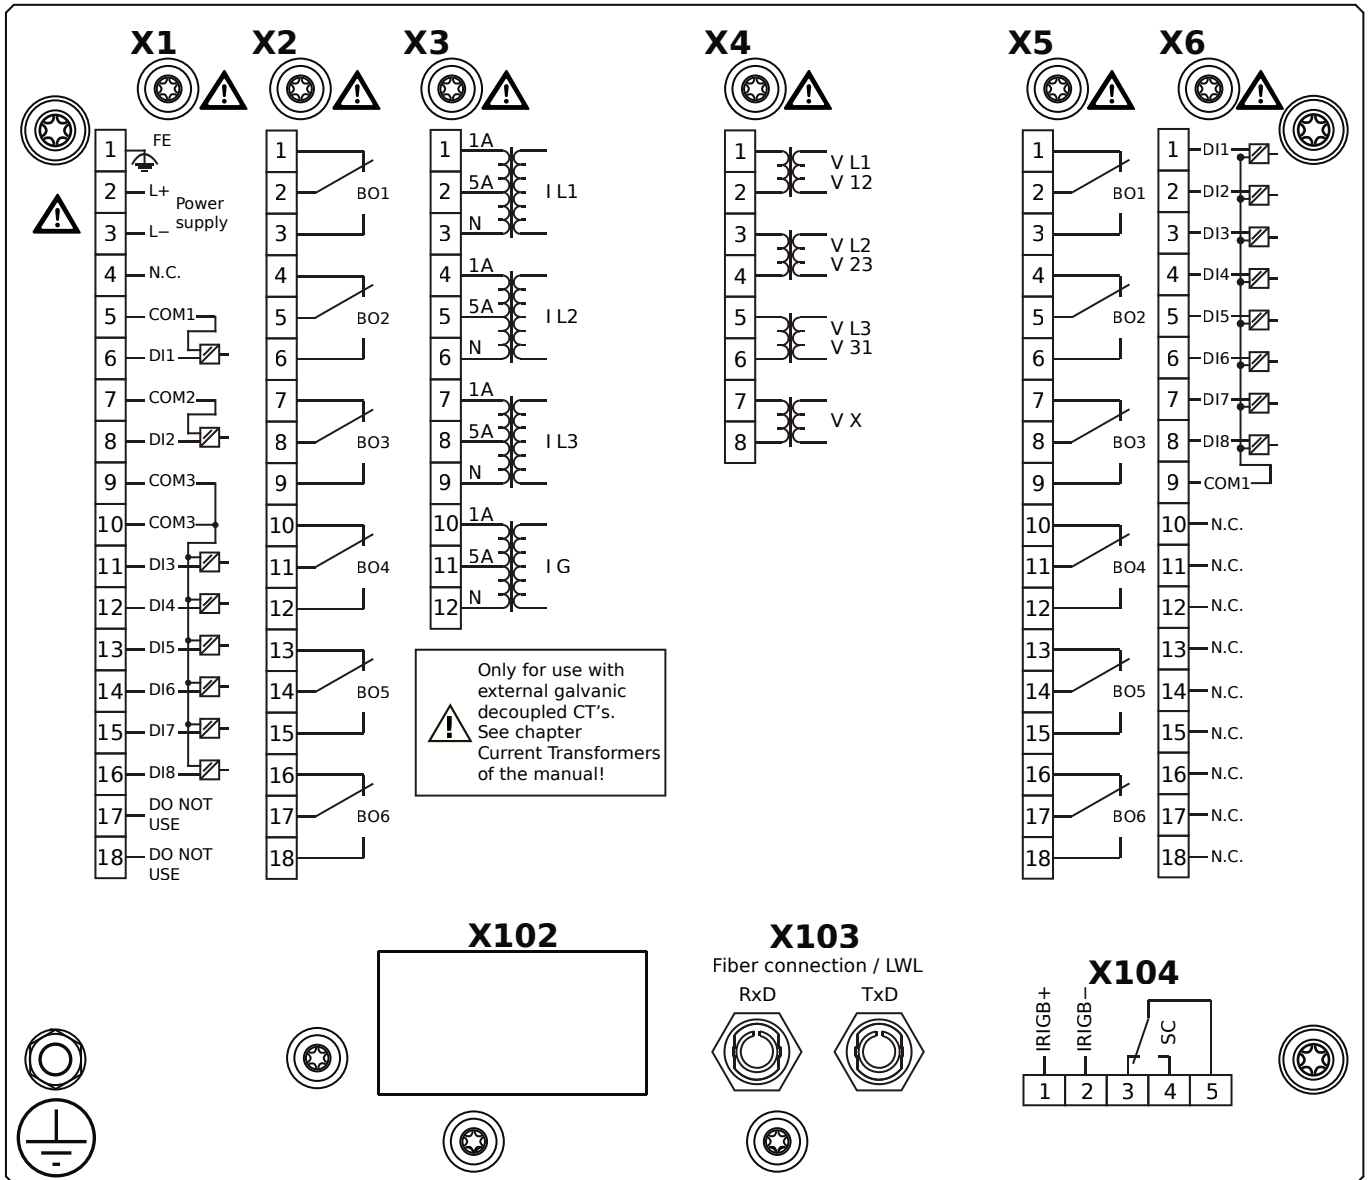 X1
X2
X3
X4
X5
X6
1 FE
2 L+
Power
supply
3 L−
4 N.C.
5 COM1
6 DI1
7 COM2
8 DI2
9 COM3
10 COM3
11 DI3
12 DI4
13 DI5
14 DI6
15 DI7
16 DI8
17 DO NOT
USE
18 DO NOT
USE
1
2 BO1
3
4
5 BO2
6
7
8 BO3
9
10
11 BO4
12
13
14 BO5
15
16
17 BO6
18
1 1A
2 5A I L1
3 N
4 1A
5 5A I L2
6 N
7 1A
8 5A I L3
9 N
10 1A
11 5A I G
12 N
Only for use with
external galvanic
decoupled CT's.
See chapter
Current Transformers
of the manual!
1 V L1
2 V 12
3 V L2
4 V 23
5 V L3
6 V 31
7
V X
8
1
2 BO1
3
4
5 BO2
6
7
8 BO3
9
10
11 BO4
12
13
14 BO5
15
16
17 BO6
18
1 DI1
2 DI2
3 DI3
4 DI4
5 DI5
6 DI6
7 DI7
8 DI8
9 COM1
10 N.C.
11 N.C.
12 N.C.
13 N.C.
14 N.C.
15 N.C.
16 N.C.
17 N.C.
18 N.C.
X102
X103
Fiber connection / LWL
RxD TxD
X104
IRIGB+
IRIGB−
SC
1 2 3 4 5